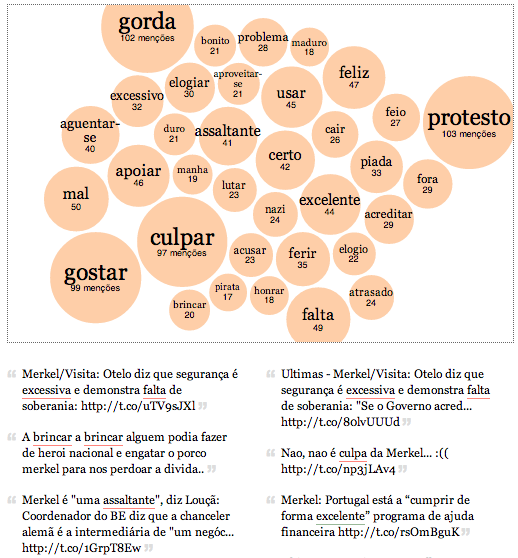 gorda
102 menções
bonito
21
problema
28
maduro
18
feliz
47
aproveitar-
se
21
elogiar
30
excessivo
32
usar
45
protesto
103 menções
feio
27
aguentar-
se
40
duro
21
assaltante
41
cair
26
certo
42
piada
33
apoiar
46
manha
19
fora
29
mal
50
lutar
23
excelente
44
nazi
24
acreditar
29
culpar
97 menções
acusar
23
ferir
35
elogio
22
gostar
99 menções
pirata
17
honrar
18
atrasado
24
brincar
20
falta
49
Merkel/Visita: Otelo diz que segurança é
excessiva e demonstra falta de
soberania: http://t.co/uTV9sJXl
A brincar a brincar alguem podia fazer
de heroi nacional e engatar o porco
merkel para nos perdoar a divida..
Merkel é "uma assaltante", diz Louçã:
Coordenador do BE diz que a chanceler
alemã é a intermediária de "um negóc...
http://t.co/1GrpT8Ew
Ultimas - Merkel/Visita: Otelo diz que
segurança é excessiva e demonstra falta
de soberania: "Se o Governo acred...
http://t.co/8olvUUUd
Nao, nao é culpa da Merkel... :((
http://t.co/np3jLAv4
Merkel: Portugal está a “cumprir de
forma excelente” programa de ajuda
financeira http://t.co/rsOmBguK